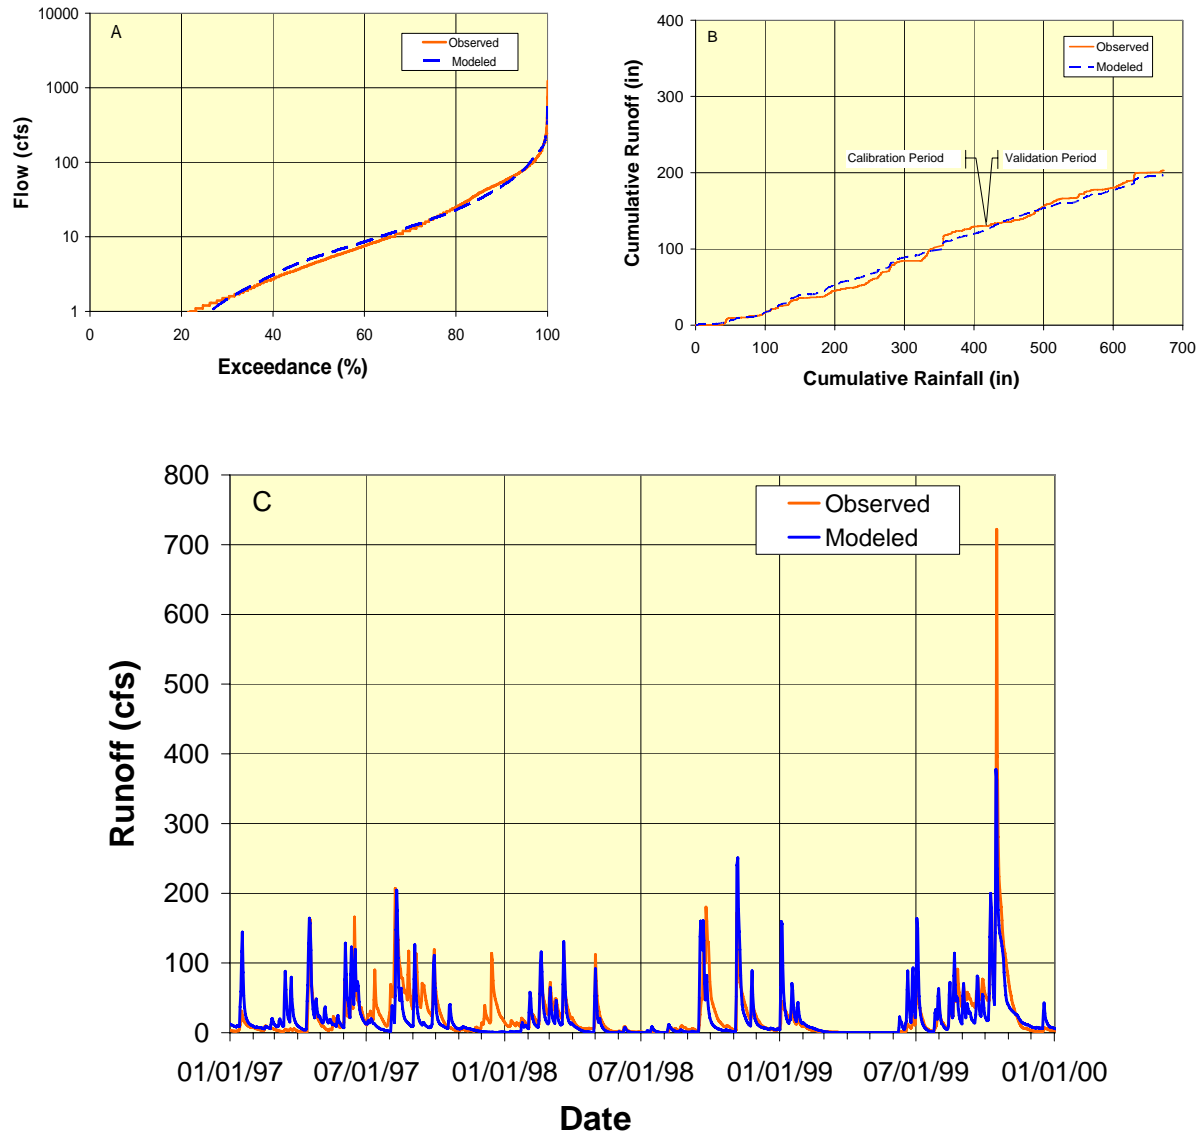 A
10000
1000
100
10
1
Flow (cfs)
Observed
Modeled
0 20 40 60 80 100
Exceedance (%)
B
400
300
200
100
0
Cumulative Runoff (in)
Observed
Modeled
Calibration Period
Validation Period
0 100 200 300 400 500 600 700
Cumulative Rainfall (in)
C
800
700
600
500
400
300
200
100
0
Runoff (cfs)
Observed
Modeled
01/01/97 07/01/97 01/01/98 07/01/98 01/01/99 07/01/99 01/01/00
Date